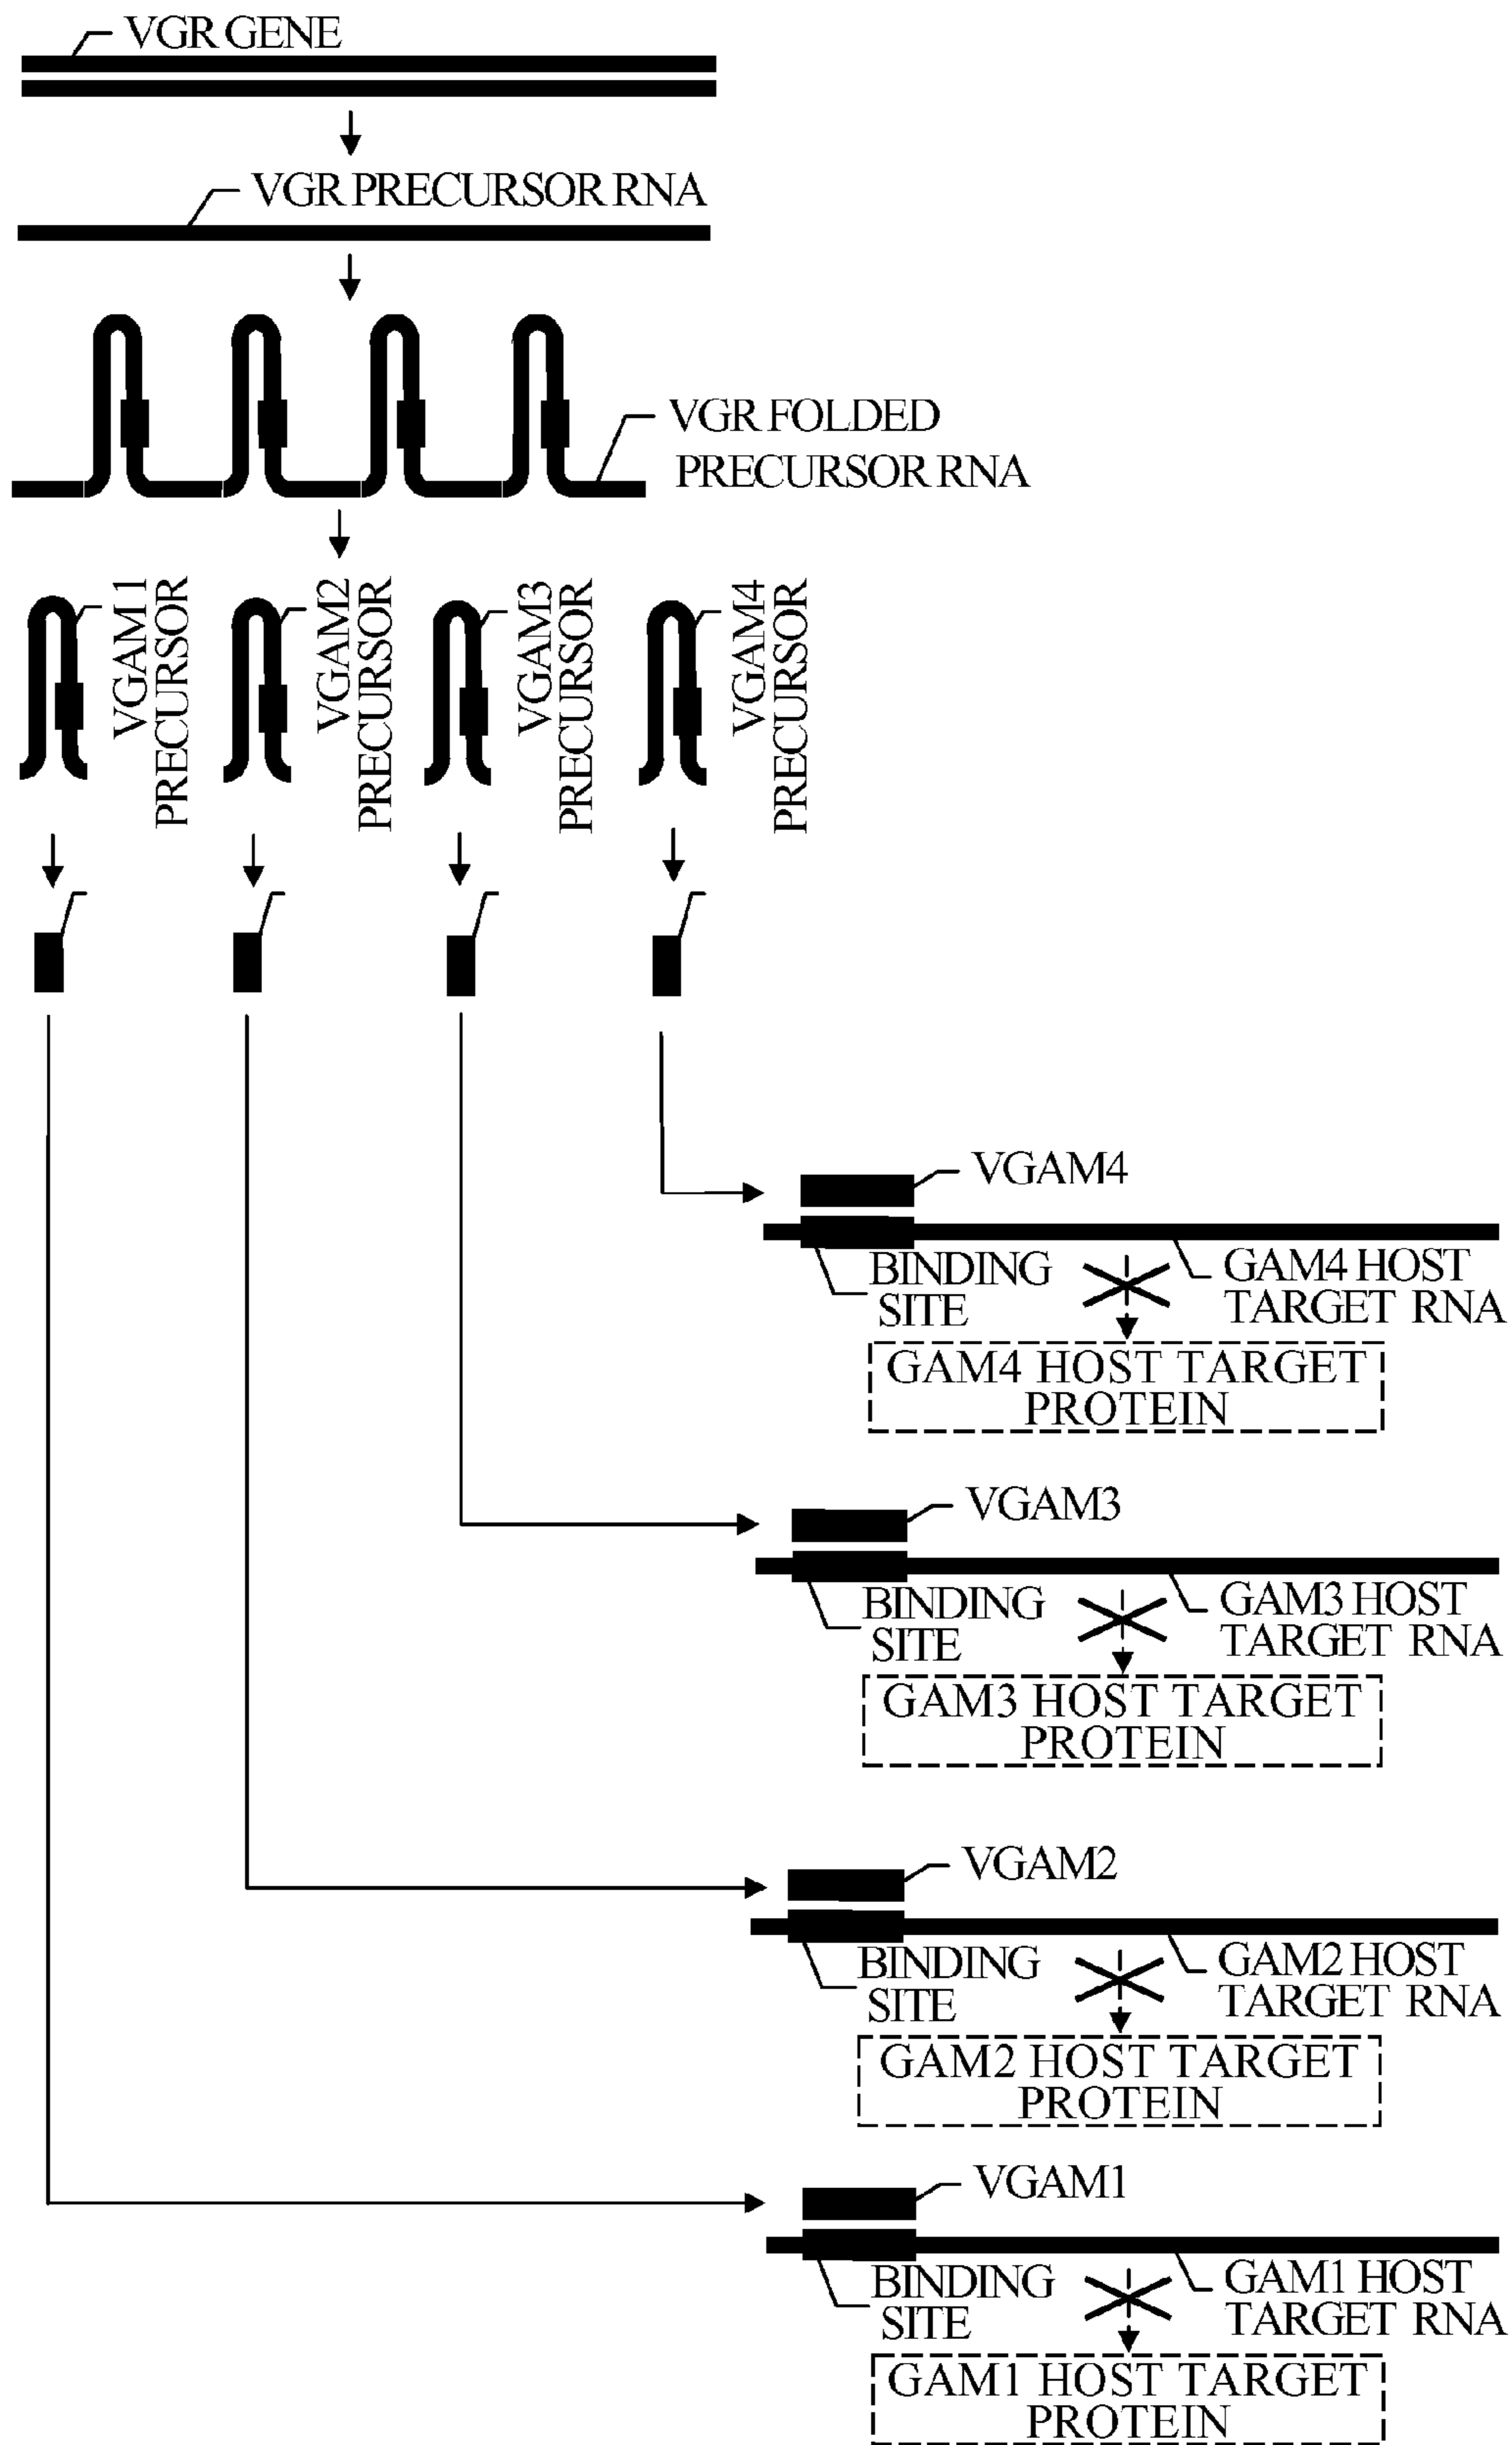 VGR GENE
VGR PRECURSOR RNA
VGR FOLDED
PRECURSOR RNA
VGAM 1
PRECURSOR
VGAM2
PRECURSOR
VGAM3
PRECURSOR
VGAM4
PRECURSOR
VGAM4
BINDING
SITE
GAM4 HOST
TARGET RNA
GAM4 HOST TARGET
PROTEIN
VGAM3
BINDING
SITE
GAM3 HOST
TARGET RNA
GAM3 HOST TARGET
PROTEIN
VGAM2
BINDING
SITE
GAM2 HOST
TARGET RNA
GAM2 HOST TARGET
PROTEIN
VGAM1
BINDING
SITE
GAM1 HOST
TARGET RNA
GAM1 HOST TARGET
PROTEIN